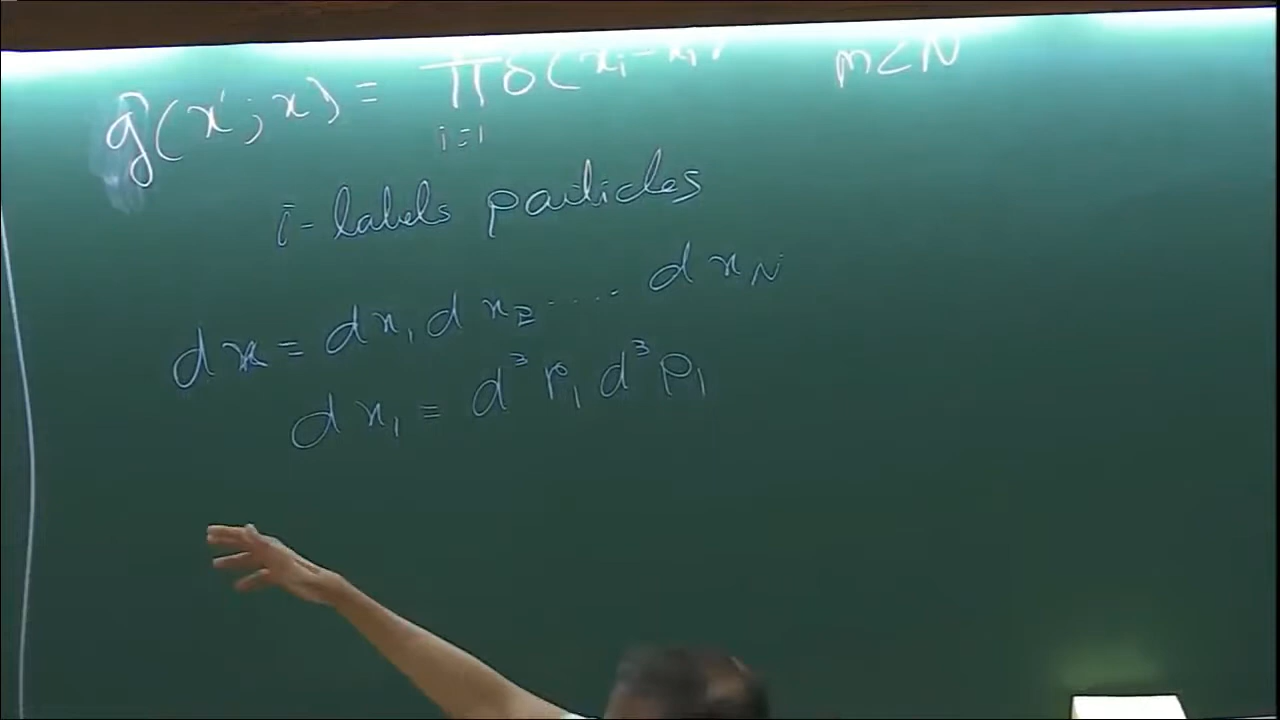 g(x'; x) = Π δ(xᵢ - xᵢ') m<N
i=1
i-labels particles
dx = dx₁ dx₂ .... dx_N
dx₁ = d³r₁ d³p₁